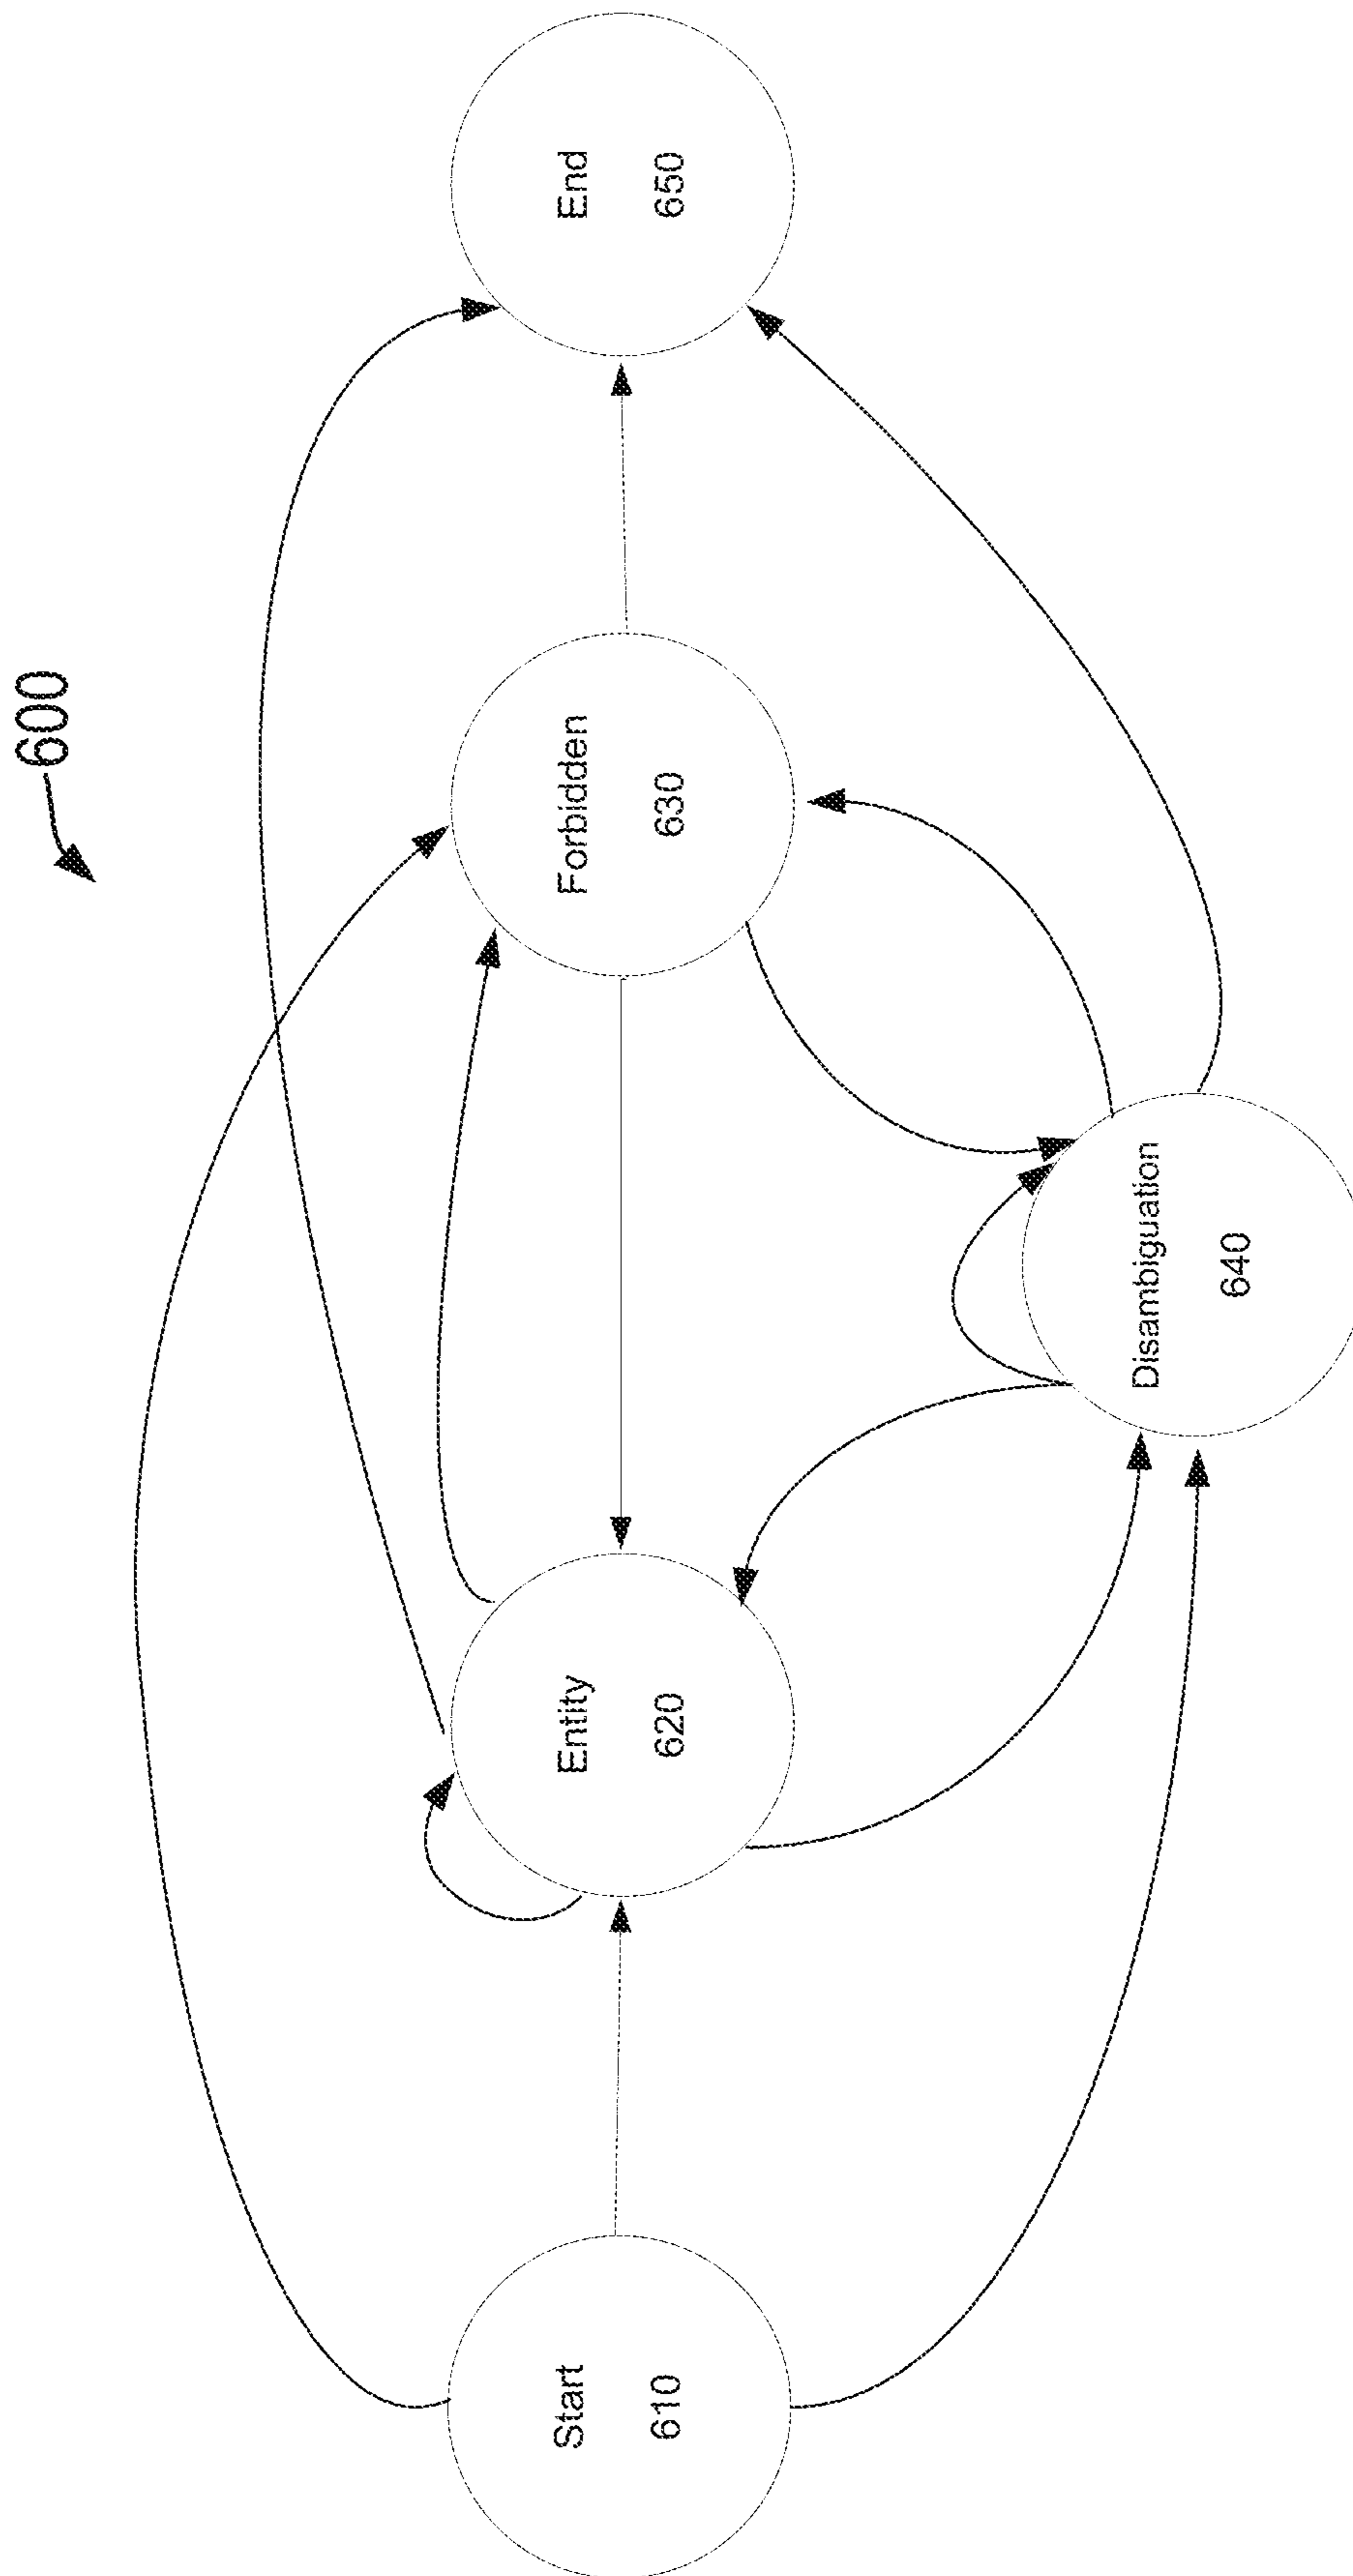 600
Start
610
Entity
620
Forbidden
630
End
650
Disambiguation
640